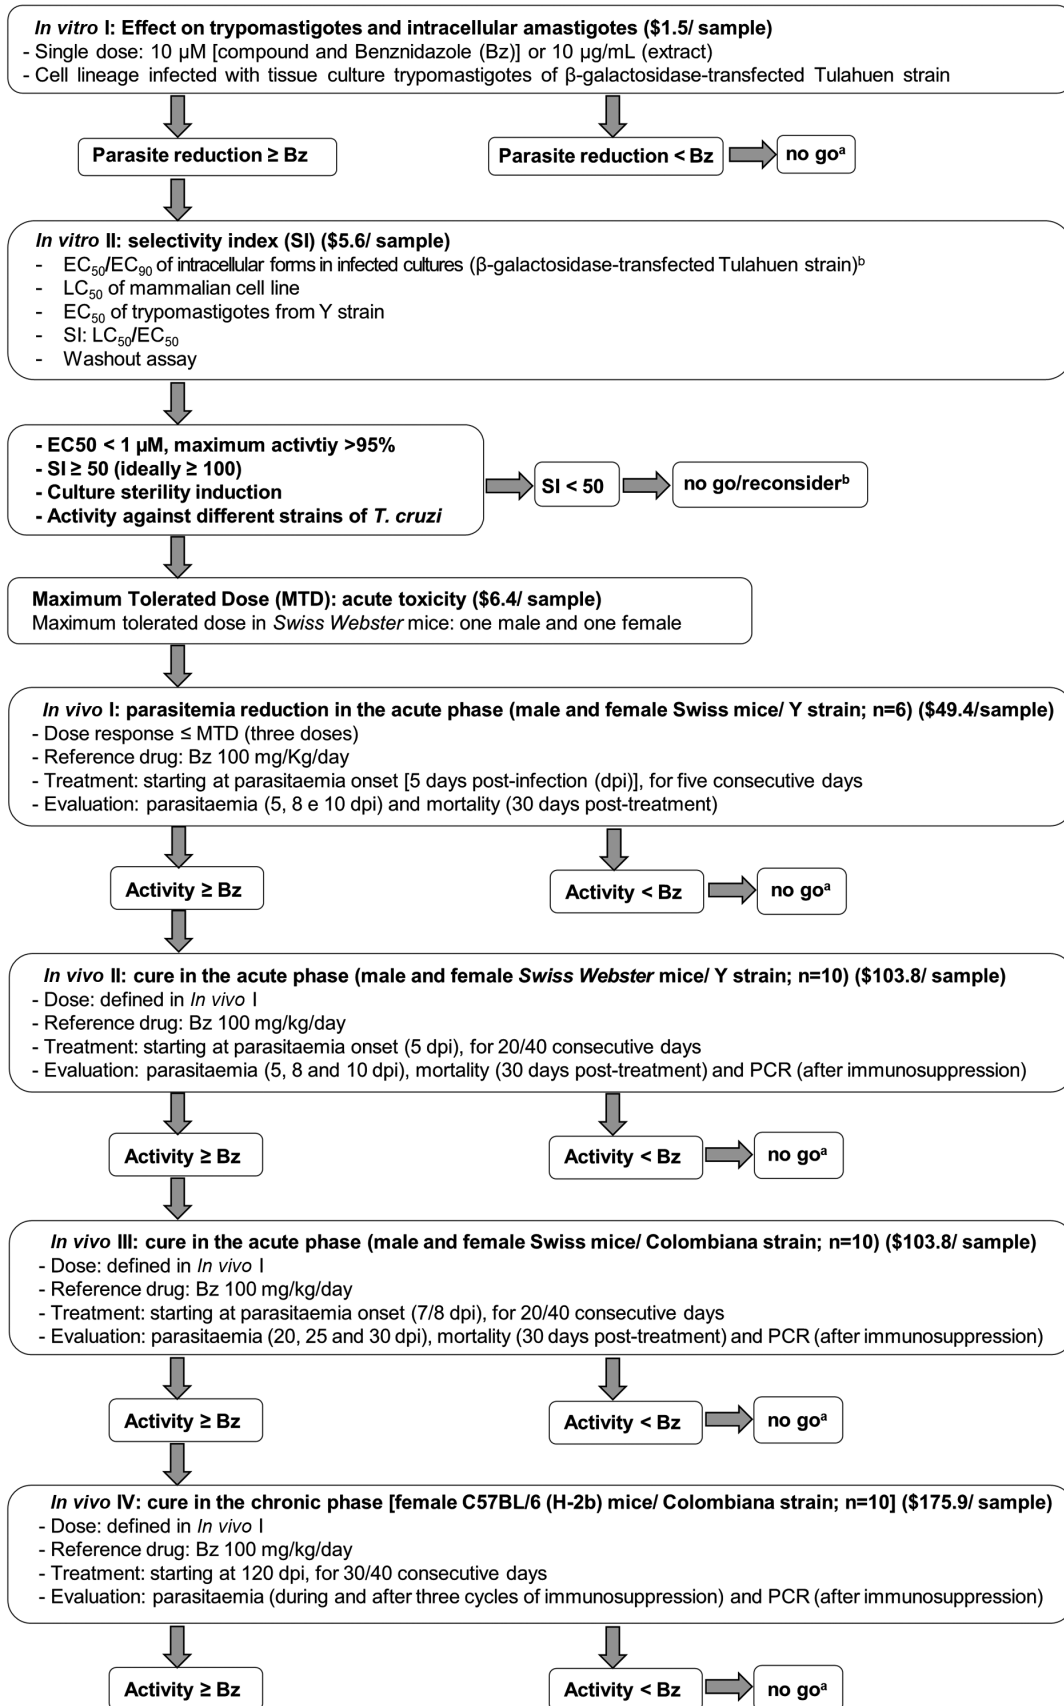 In vitro I: Effect on trypomastigotes and intracellular amastigotes ($1.5/ sample)
- Single dose: 10 µM [compound and Benznidazole (Bz)] or 10 µg/mL (extract)
- Cell lineage infected with tissue culture trypomastigotes of β-galactosidase-transfected Tulahuen strain
Parasite reduction ≥ Bz
Parasite reduction < Bz
no goᵃ
In vitro II: selectivity index (SI) ($5.6/ sample)
- EC₅₀/EC₉₀ of intracellular forms in infected cultures (β-galactosidase-transfected Tulahuen strain)ᵇ
- LC₅₀ of mammalian cell line
- EC₅₀ of trypomastigotes from Y strain
- SI: LC₅₀/EC₅₀
- Washout assay
- EC50 < 1 µM, maximum activtiy >95%
- SI ≥ 50 (ideally ≥ 100)
- Culture sterility induction
- Activity against different strains of T. cruzi
SI < 50
no go/reconsiderᵇ
Maximum Tolerated Dose (MTD): acute toxicity ($6.4/ sample)
Maximum tolerated dose in Swiss Webster mice: one male and one female
In vivo I: parasitemia reduction in the acute phase (male and female Swiss mice/ Y strain; n=6) ($49.4/sample)
- Dose response ≤ MTD (three doses)
- Reference drug: Bz 100 mg/Kg/day
- Treatment: starting at parasitaemia onset [5 days post-infection (dpi)], for five consecutive days
- Evaluation: parasitaemia (5, 8 e 10 dpi) and mortality (30 days post-treatment)
Activity ≥ Bz
Activity < Bz
no goᵃ
In vivo II: cure in the acute phase (male and female Swiss Webster mice/ Y strain; n=10) ($103.8/ sample)
- Dose: defined in In vivo I
- Reference drug: Bz 100 mg/kg/day
- Treatment: starting at parasitaemia onset (5 dpi), for 20/40 consecutive days
- Evaluation: parasitaemia (5, 8 and 10 dpi), mortality (30 days post-treatment) and PCR (after immunosuppression)
Activity ≥ Bz
Activity < Bz
no goᵃ
In vivo III: cure in the acute phase (male and female Swiss mice/ Colombiana strain; n=10) ($103.8/ sample)
- Dose: defined in In vivo I
- Reference drug: Bz 100 mg/kg/day
- Treatment: starting at parasitaemia onset (7/8 dpi), for 20/40 consecutive days
- Evaluation: parasitaemia (20, 25 and 30 dpi), mortality (30 days post-treatment) and PCR (after immunosuppression)
Activity ≥ Bz
Activity < Bz
no goᵃ
In vivo IV: cure in the chronic phase [female C57BL/6 (H-2b) mice/ Colombiana strain; n=10] ($175.9/ sample)
- Dose: defined in In vivo I
- Reference drug: Bz 100 mg/kg/day
- Treatment: starting at 120 dpi, for 30/40 consecutive days
- Evaluation: parasitaemia (during and after three cycles of immunosuppression) and PCR (after immunosuppression)
Activity ≥ Bz
Activity < Bz
no goᵃ